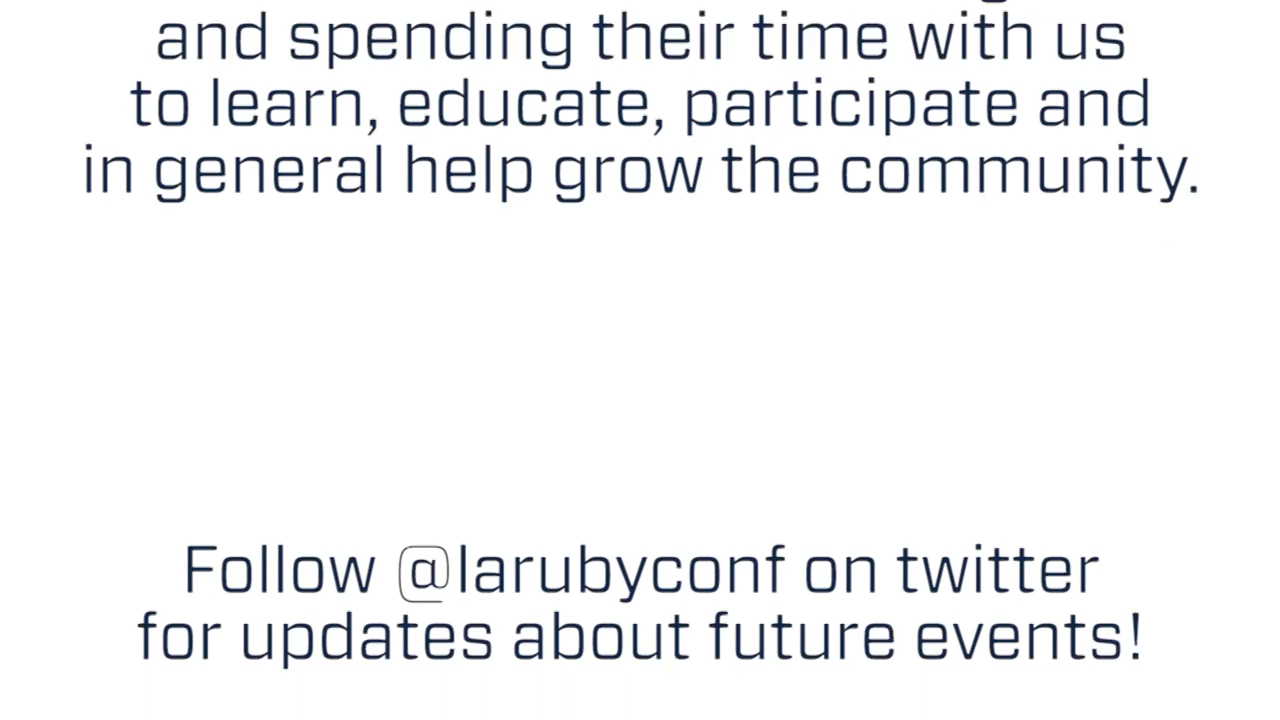 and spending their time with us
to learn, educate, participate and
in general help grow the community.
Follow @larubyconf on twitter
for updates about future events!